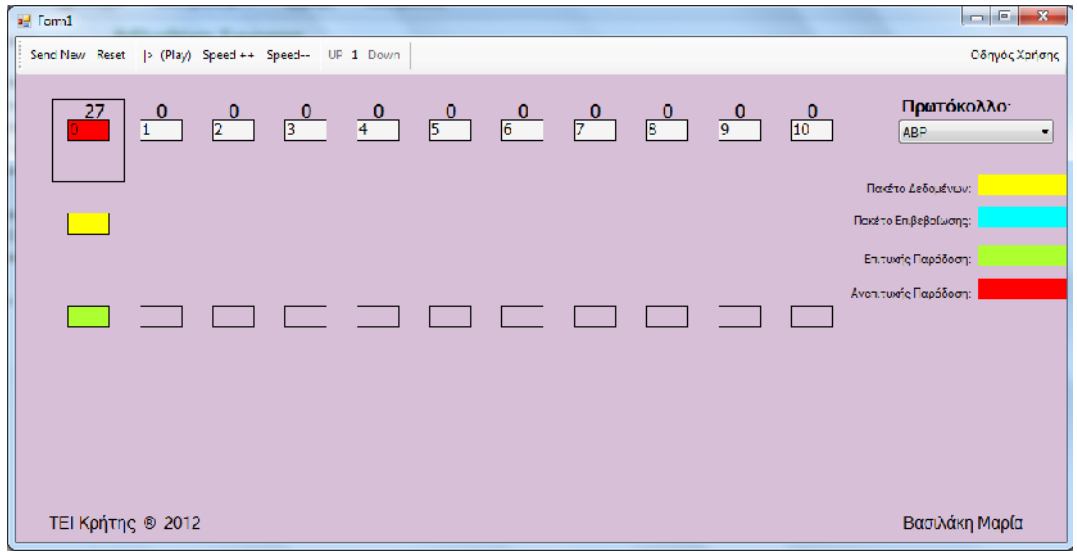 Form1
Send New Reset |> (Play) Speed ++ Speed-- UP 1 Down Οδηγός Χρήσης
27 0 0 0 0 0 0 0 0 0 0
0 1 2 3 4 5 6 7 8 9 10
Πρωτόκολλο:
ABP
Πακέτο Δεδομένων:
Πακέτο Επιβεβαίωσης:
Επιτυχής Παράδοση:
Ανεπιτυχής Παράδοση:
ΤΕΙ Κρήτης ® 2012
Βασιλάκη Μαρία